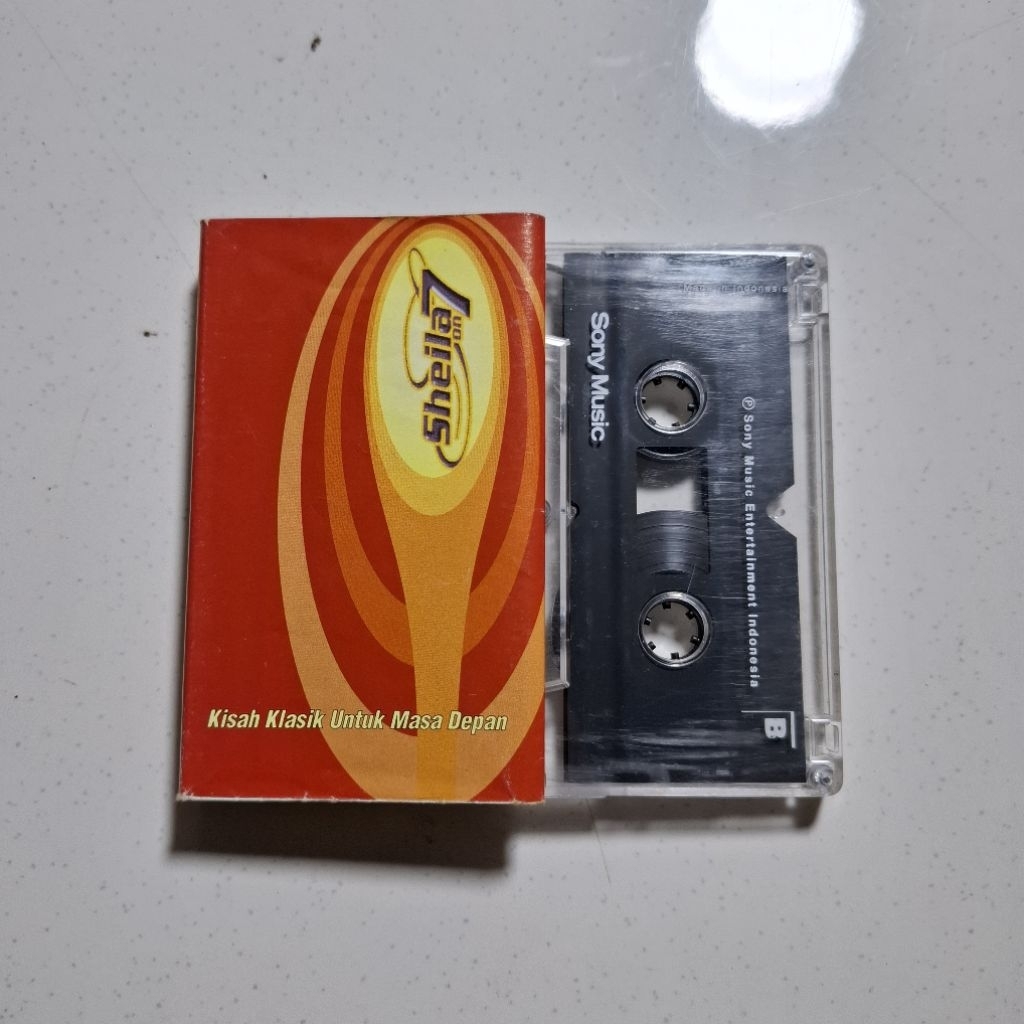 Sheila on 7
Kisah Klasik Untuk Masa Depan
Made in Indonesia
Sony Music
℗ Sony Music Entertainment Indonesia
B